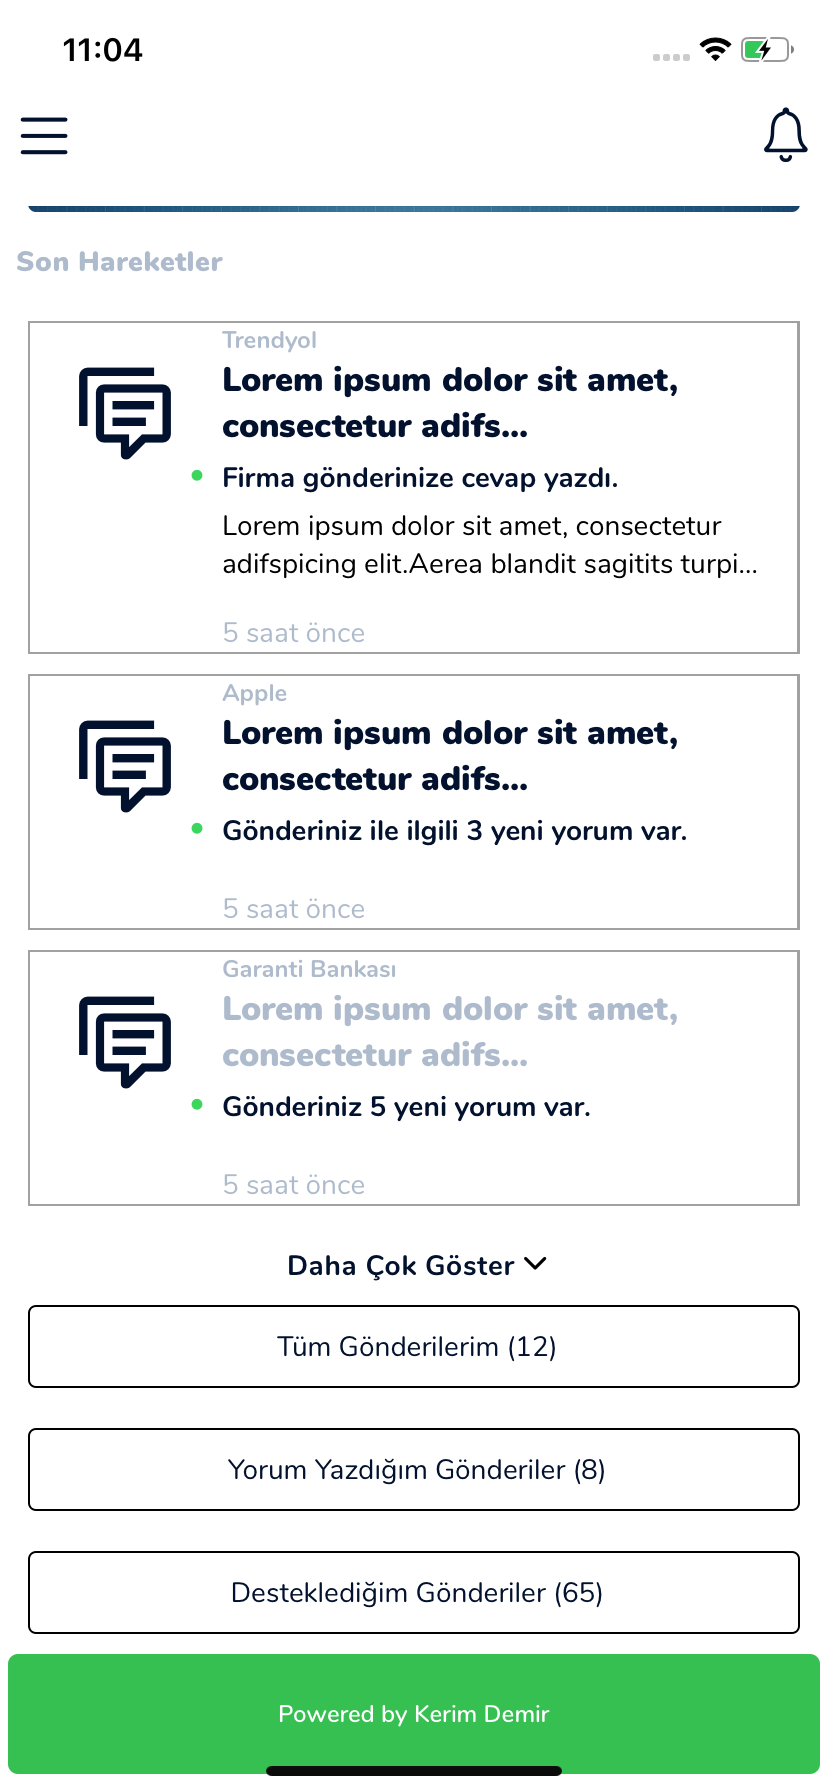 11:04
Son Hareketler
Trendyol
Lorem ipsum dolor sit amet,
consectetur adifs...
Firma gönderinize cevap yazdı.
Lorem ipsum dolor sit amet, consectetur
adifspicing elit.Aerea blandit sagitits turpi...
5 saat önce
Apple
Lorem ipsum dolor sit amet,
consectetur adifs...
Gönderiniz ile ilgili 3 yeni yorum var.
5 saat önce
Garanti Bankası
Lorem ipsum dolor sit amet,
consectetur adifs...
Gönderiniz 5 yeni yorum var.
5 saat önce
Daha Çok Göster
Tüm Gönderilerim (12)
Yorum Yazdığım Gönderiler (8)
Desteklediğim Gönderiler (65)
Powered by Kerim Demir